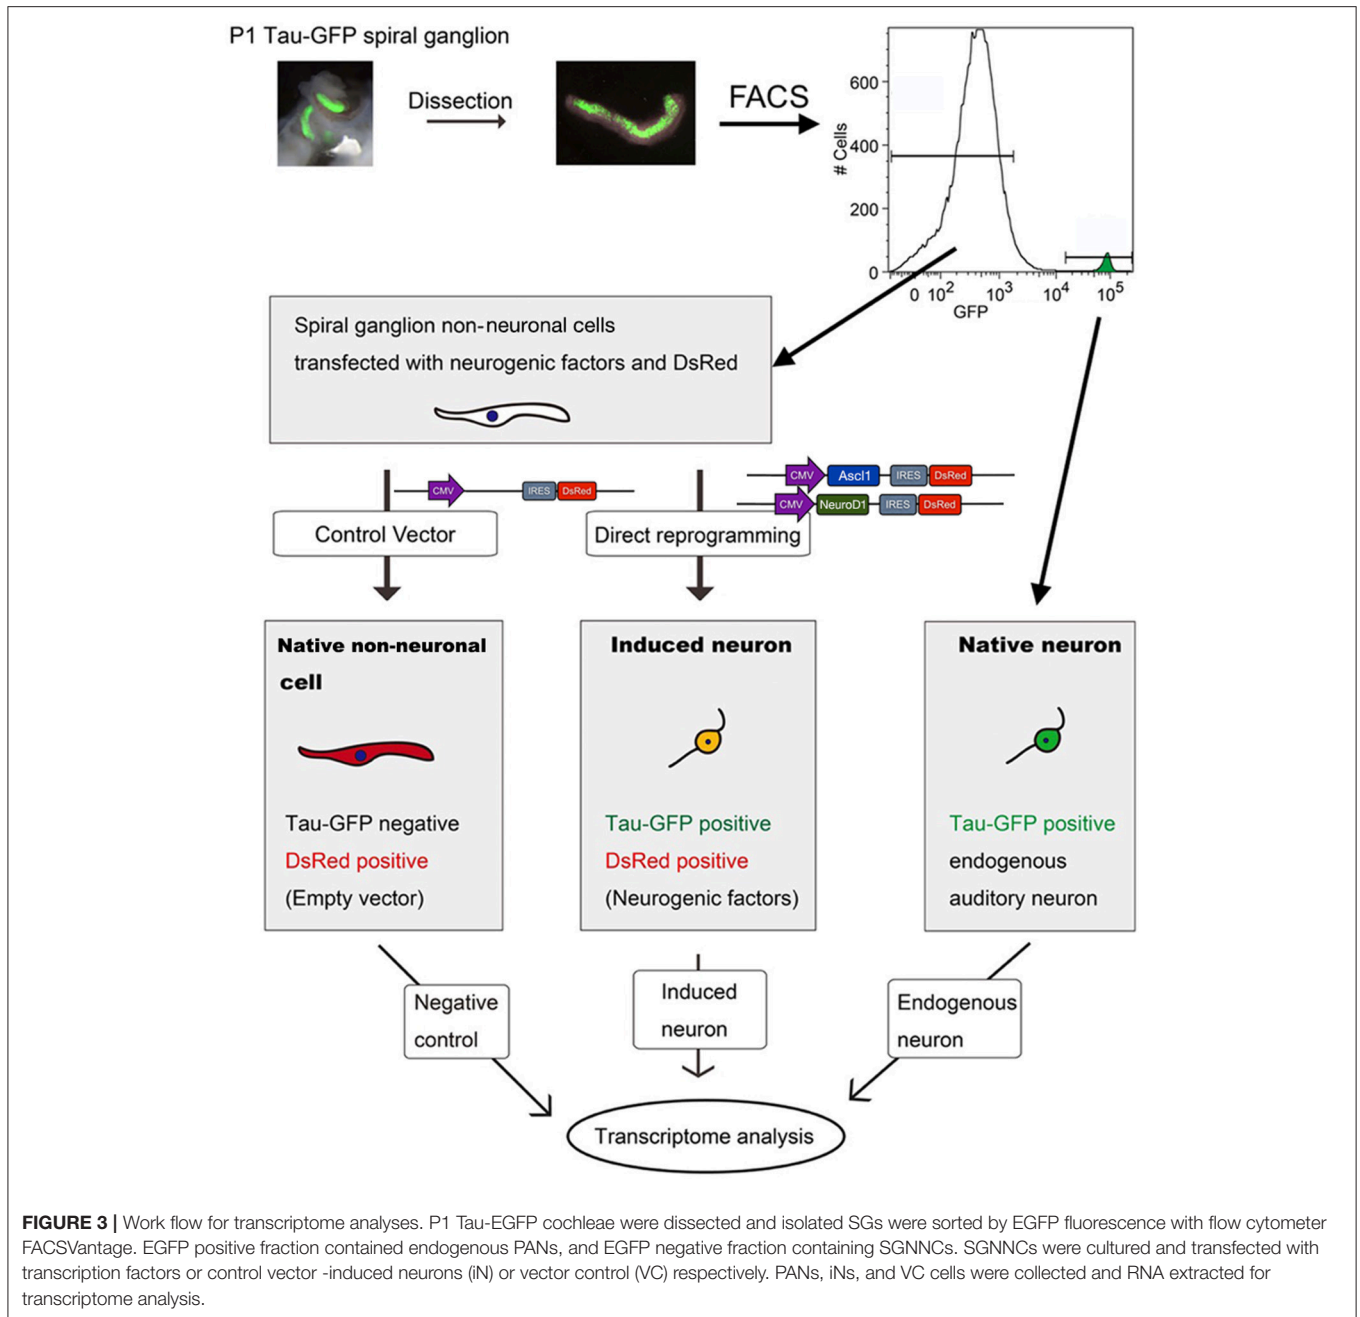 P1 Tau-GFP spiral ganglion
Dissection
FACS
# Cells
600
400
200
0
0 10² 10³ 10⁴ 10⁵
GFP
Spiral ganglion non-neuronal cells
transfected with neurogenic factors and DsRed
CMV IRES DsRed
CMV Ascl1 IRES DsRed
CMV NeuroD1 IRES DsRed
Control Vector
Direct reprogramming
Native non-neuronal
cell
Tau-GFP negative
DsRed positive
(Empty vector)
Induced neuron
Tau-GFP positive
DsRed positive
(Neurogenic factors)
Native neuron
Tau-GFP positive
endogenous
auditory neuron
Negative
control
Induced
neuron
Endogenous
neuron
Transcriptome analysis
FIGURE 3 | Work flow for transcriptome analyses. P1 Tau-EGFP cochleae were dissected and isolated SGs were sorted by EGFP fluorescence with flow cytometer
FACSVantage. EGFP positive fraction contained endogenous PANs, and EGFP negative fraction containing SGNNCs. SGNNCs were cultured and transfected with
transcription factors or control vector -induced neurons (iN) or vector control (VC) respectively. PANs, iNs, and VC cells were collected and RNA extracted for
transcriptome analysis.